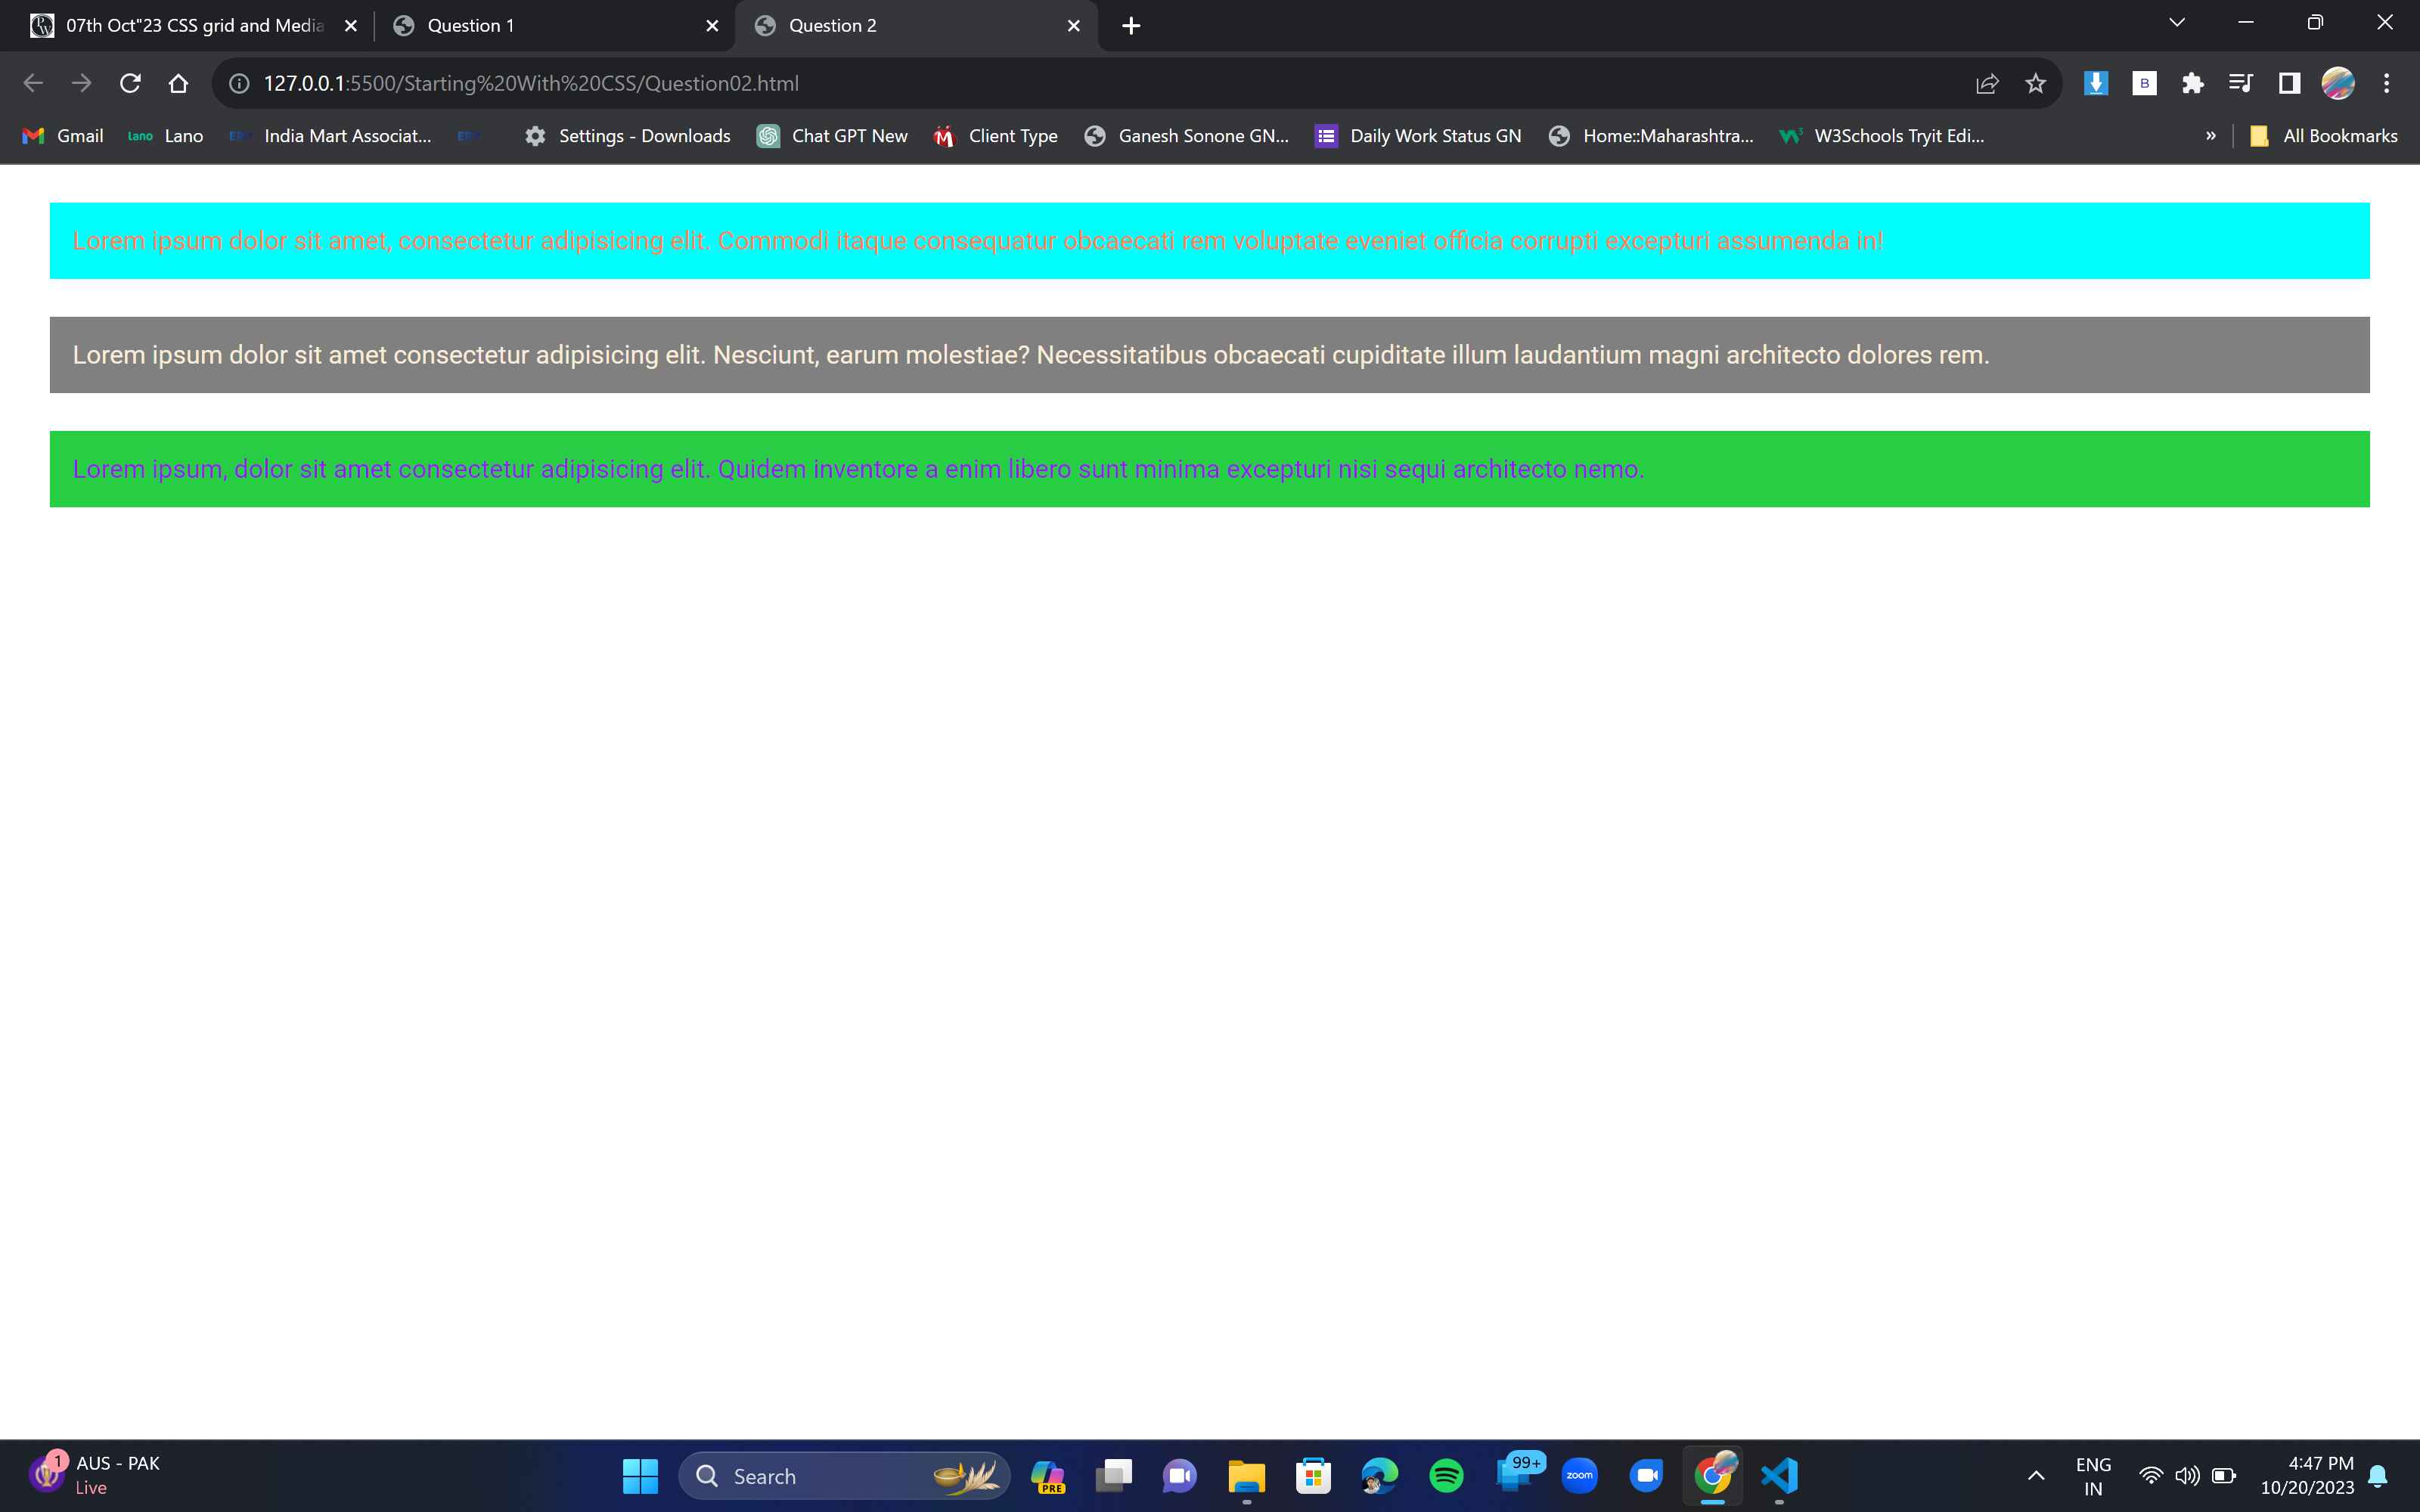 07th Oct"23 CSS grid and Media
Question 1
Question 2
127.0.0.1:5500/Starting%20With%20CSS/Question02.html
B
Gmail
lano Lano
India Mart Associat...
Settings - Downloads
Chat GPT New
Client Type
Ganesh Sonone GN...
Daily Work Status GN
Home::Maharashtra...
W3Schools Tryit Edi...
»
All Bookmarks
Lorem ipsum dolor sit amet, consectetur adipisicing elit. Commodi itaque consequatur obcaecati rem voluptate eveniet officia corrupti excepturi assumenda in!
Lorem ipsum dolor sit amet consectetur adipisicing elit. Nesciunt, earum molestiae? Necessitatibus obcaecati cupiditate illum laudantium magni architecto dolores rem.
Lorem ipsum, dolor sit amet consectetur adipisicing elit. Quidem inventore a enim libero sunt minima excepturi nisi sequi architecto nemo.
1
AUS - PAK
Live
Search
PRE
99+
zoom
ENG
IN
4:47 PM
10/20/2023